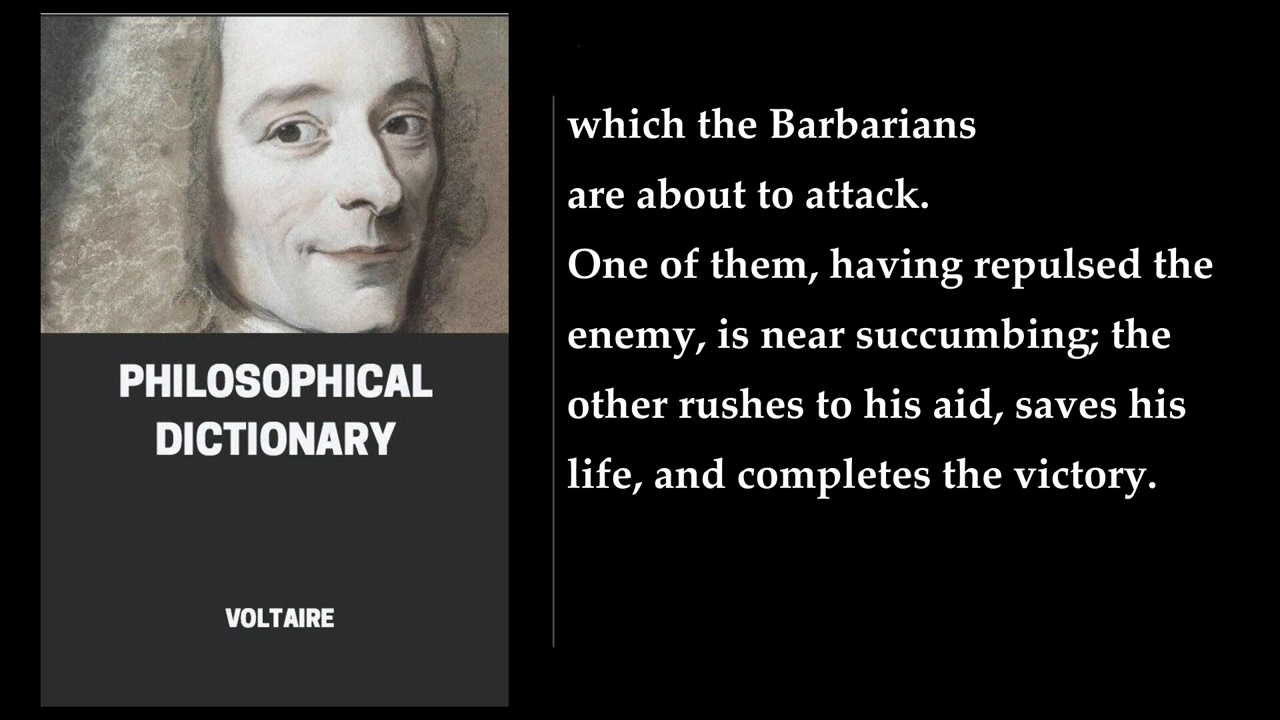 PHILOSOPHICAL
DICTIONARY
VOLTAIRE
which the Barbarians
are about to attack.
One of them, having repulsed the
enemy, is near succumbing; the
other rushes to his aid, saves his
life, and completes the victory.